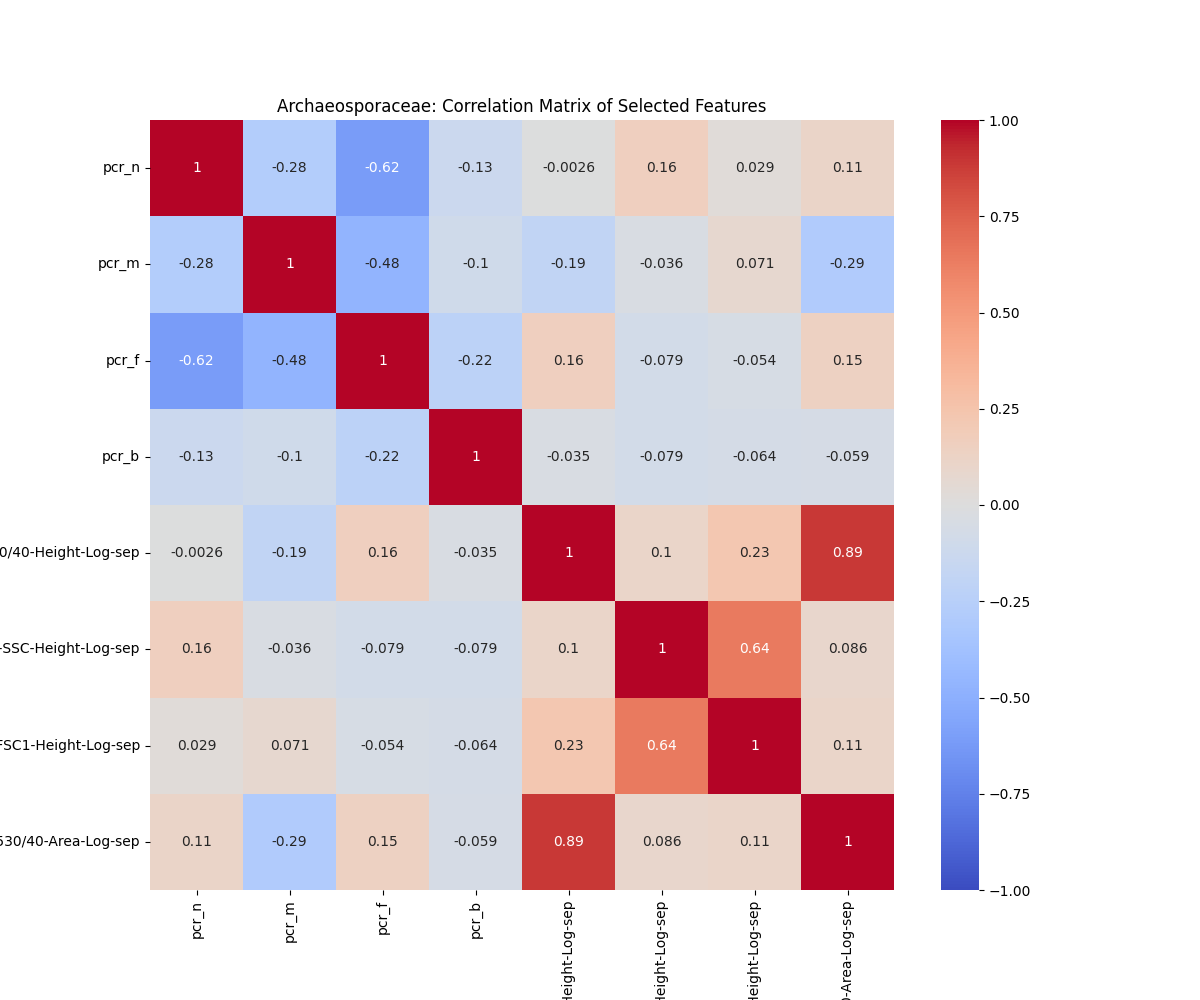 Archaeosporaceae: Correlation Matrix of Selected Features
pcr_n 1 -0.28 -0.62 -0.13 -0.0026 0.16 0.029 0.11
pcr_m -0.28 1 -0.48 -0.1 -0.19 -0.036 0.071 -0.29
pcr_f -0.62 -0.48 1 -0.22 0.16 -0.079 -0.054 0.15
pcr_b -0.13 -0.1 -0.22 1 -0.035 -0.079 -0.064 -0.059
0/40-Height-Log-sep -0.0026 -0.19 0.16 -0.035 1 0.1 0.23 0.89
-SSC-Height-Log-sep 0.16 -0.036 -0.079 -0.079 0.1 1 0.64 0.086
FSC1-Height-Log-sep 0.029 0.071 -0.054 -0.064 0.23 0.64 1 0.11
530/40-Area-Log-sep 0.11 -0.29 0.15 -0.059 0.89 0.086 0.11 1
pcr_n
pcr_m
pcr_f
pcr_b
Height-Log-sep
Height-Log-sep
Height-Log-sep
-Area-Log-sep
1.00
0.75
0.50
0.25
0.00
−0.25
−0.50
−0.75
−1.00